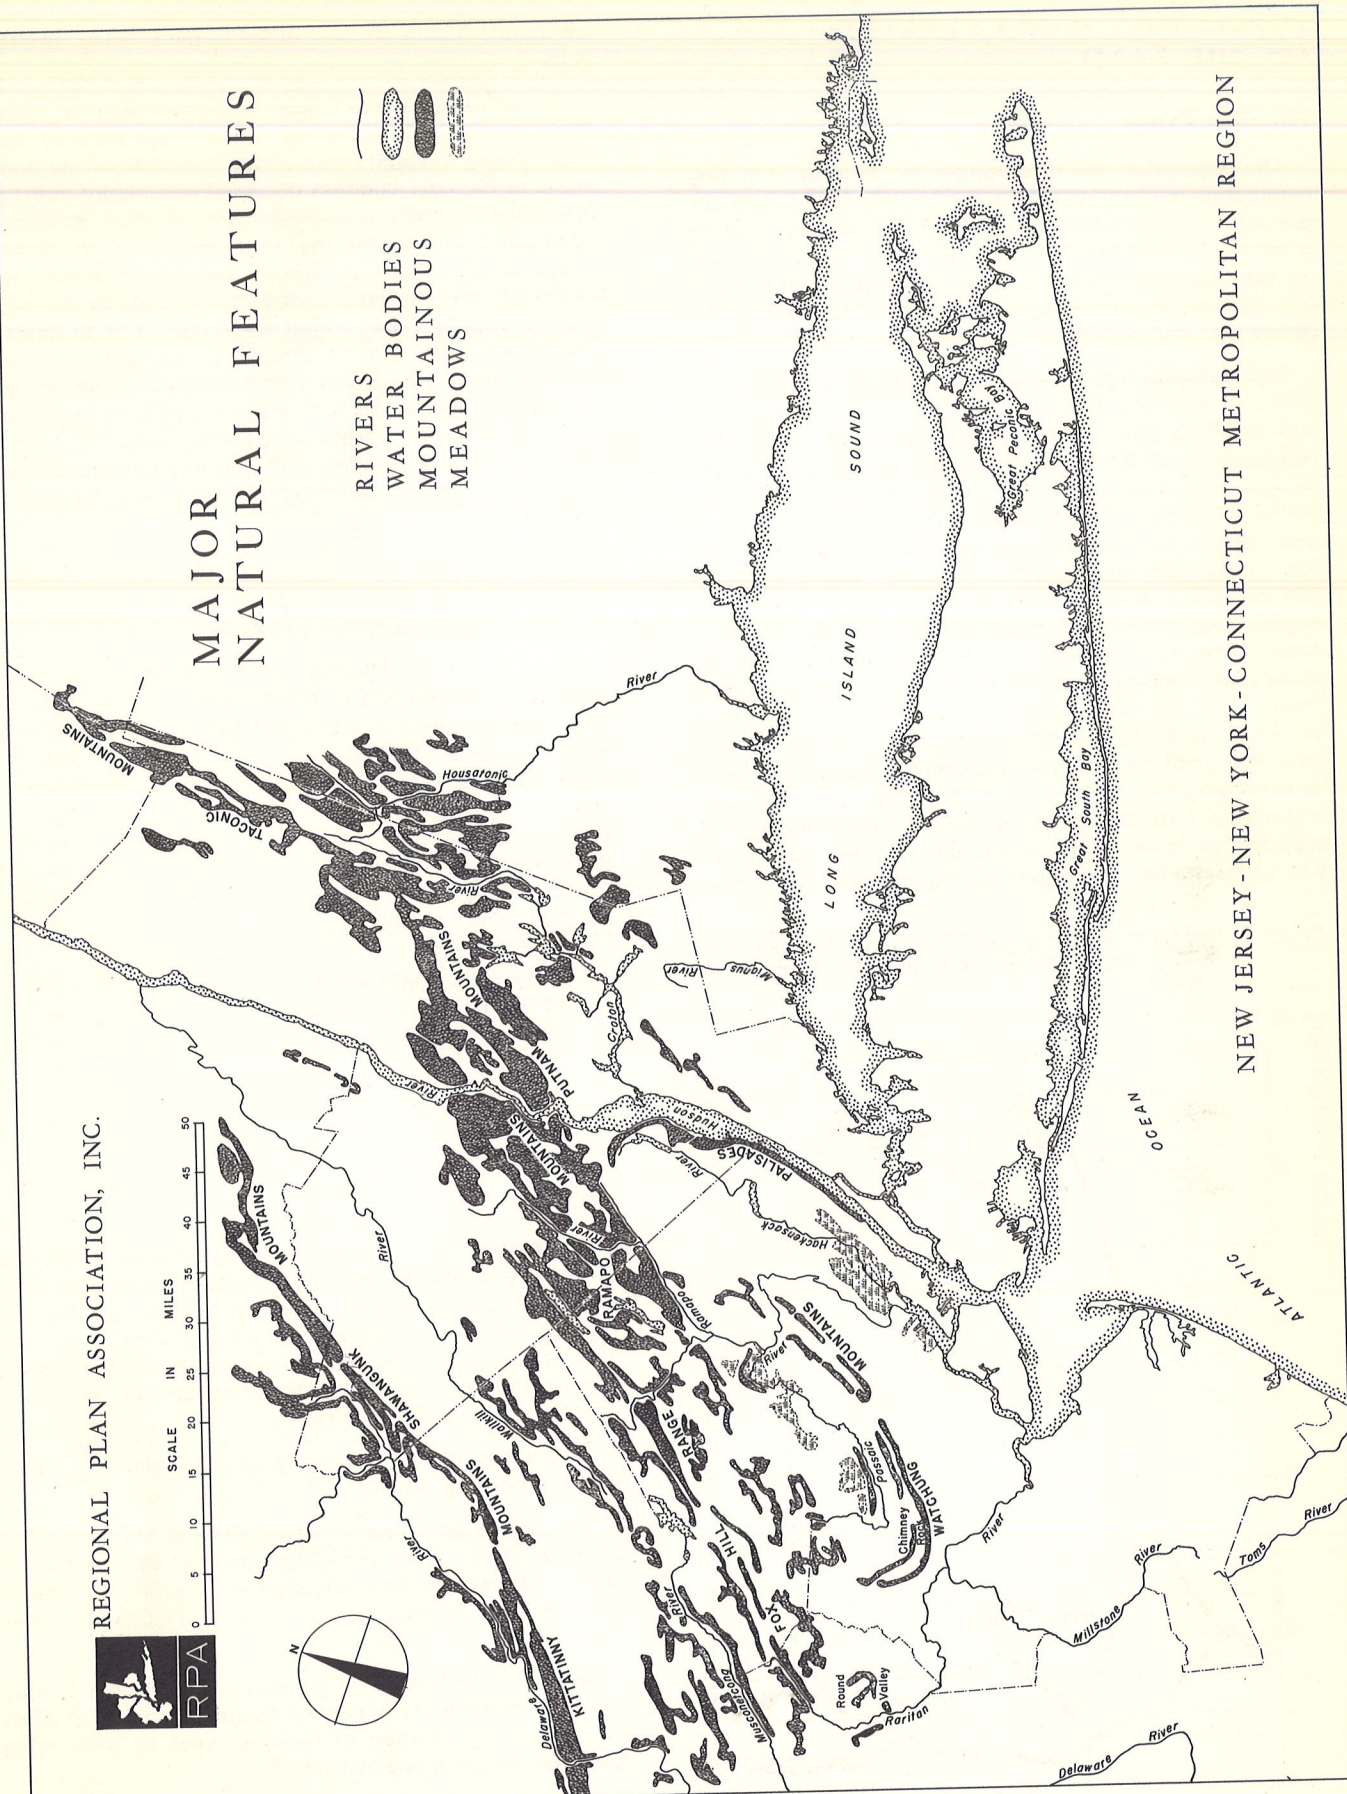 RPA
REGIONAL PLAN ASSOCIATION, INC.
SCALE IN MILES
0 5 10 15 20 25 30 35 40 45 50
N
MAJOR
NATURAL FEATURES
RIVERS
WATER BODIES
MOUNTAINOUS
MEADOWS
MOUNTAINS
TACONIC
Housatonic
River
River
MOUNTAINS
PUTNAM
Croton
River
Mianus
River
Hudson
PALISADES
River
Hackensack
MOUNTAINS
SHAWANGUNK
River
Wallkill
MOUNTAINS
RAMAPO
River
Ramapo
MOUNTAINS
KITTATINNY
River
Delaware
RANGE
HILL
FOX
River
Musconetcong
River
Passaic
MOUNTAINS
WATCHUNG
Chimney
Rock
Round
Valley
Raritan
River
Millstone
River
Toms
River
Delaware
River
LONG
ISLAND
SOUND
Great Peconic Bay
Great South Bay
ATLANTIC
OCEAN
NEW JERSEY-NEW YORK-CONNECTICUT METROPOLITAN REGION